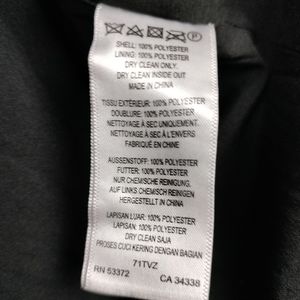 SHELL: 100% POLYESTER
LINING: 100% POLYESTER
DRY CLEAN ONLY.
DRY CLEAN INSIDE OUT
MADE IN CHINA
TISSU EXTÉRIEUR: 100% POLYESTER
DOUBLURE: 100% POLYESTER
NETTOYAGE À SEC UNIQUEMENT.
NETTOYAGE À SEC À L'ENVERS
FABRIQUÉ EN CHINE
AUSSENSTOFF: 100% POLYESTER
FUTTER: 100% POLYESTER
NUR CHEMISCHE REINIGUNG.
AUF LINKS CHEMISCH REINIGEN
HERGESTELLT IN CHINA
LAPISAN LUAR: 100% POLYESTER
LAPISAN: 100% POLYESTER
DRY CLEAN SAJA
PROSES CUCI KERING DENGAN BAGIAN
71TVZ
RN 53372 CA 34338